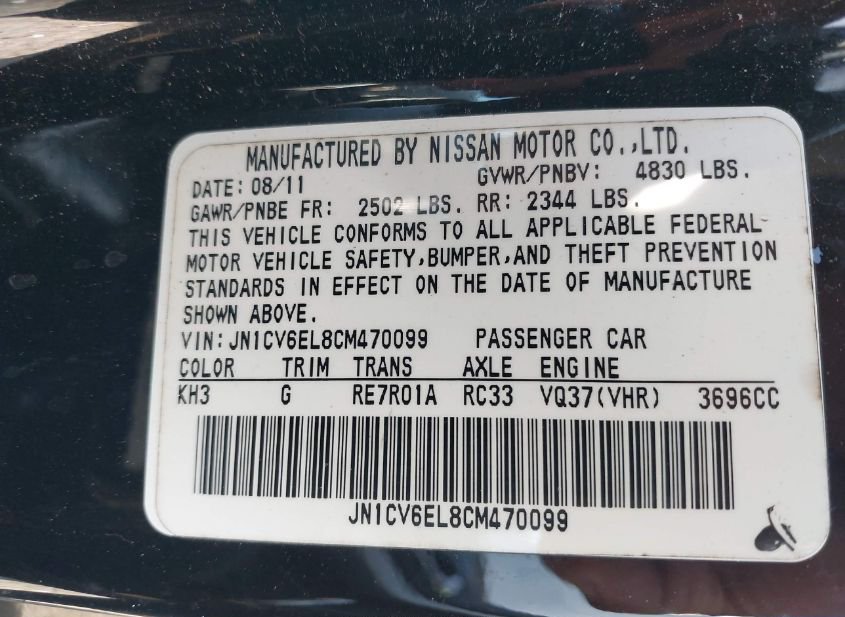 MANUFACTURED BY NISSAN MOTOR CO.,LTD.
DATE: 08/11 GVWR/PNBV: 4830 LBS.
GAWR/PNBE FR: 2502 LBS. RR: 2344 LBS.
THIS VEHICLE CONFORMS TO ALL APPLICABLE FEDERAL
MOTOR VEHICLE SAFETY,BUMPER,AND THEFT PREVENTION
STANDARDS IN EFFECT ON THE DATE OF MANUFACTURE
SHOWN ABOVE.
VIN:JN1CV6EL8CM470099 PASSENGER CAR
COLOR TRIM TRANS AXLE ENGINE
KH3 G RE7R01A RC33 VQ37(VHR) 3696CC
JN1CV6EL8CM470099